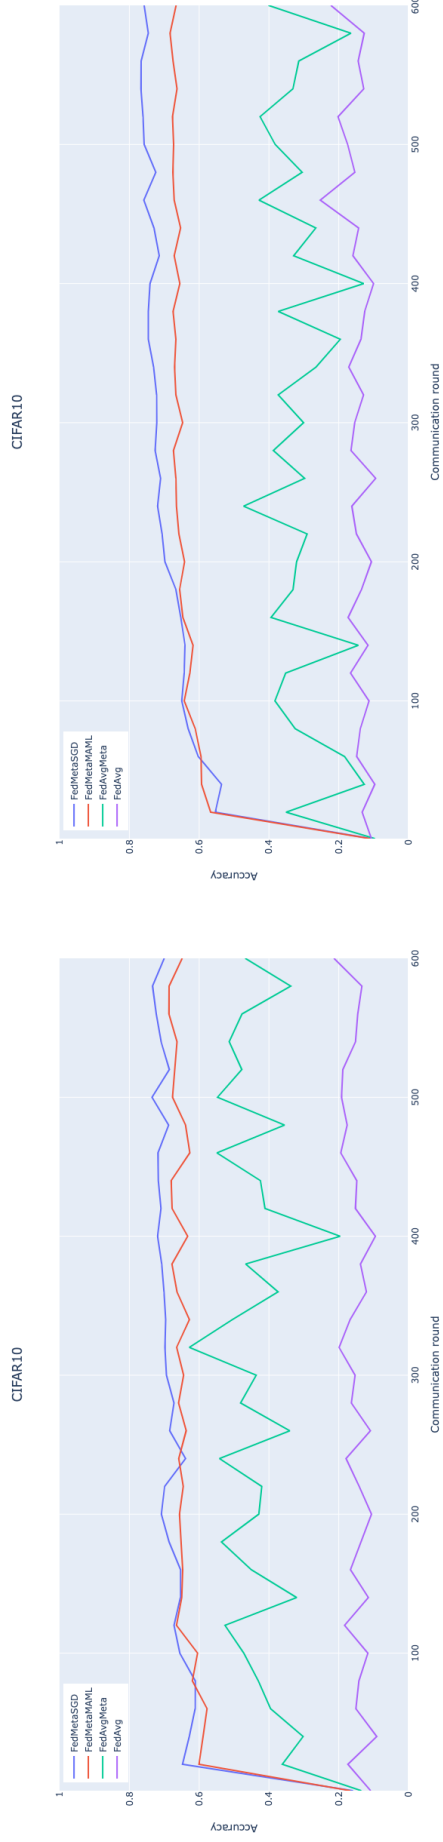 CIFAR10
FedMetaSGD
FedMetaMAML
FedAvgMeta
FedAvg
1
0.8
0.6
0.4
0.2
0
Accuracy
100
200
300
400
500
600
Communication round
CIFAR10
FedMetaSGD
FedMetaMAML
FedAvgMeta
FedAvg
1
0.8
0.6
0.4
0.2
0
Accuracy
100
200
300
400
500
600
Communication round